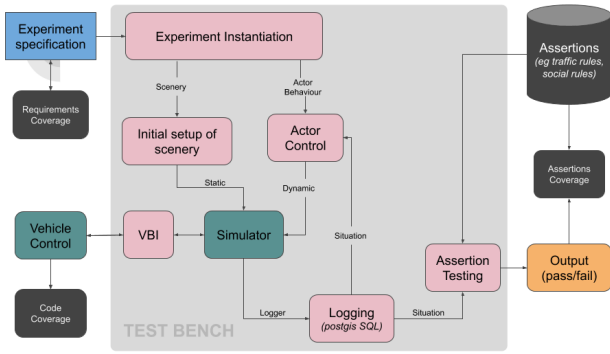 Experiment
specification
Experiment Instantiation
Assertions
(eg traffic rules,
social rules)
Scenery
Actor
Behaviour
Requirements
Coverage
Initial setup of
scenery
Actor
Control
Assertions
Coverage
Static
Dynamic
Vehicle
Control
VBI
Simulator
Situation
Assertion
Testing
Output
(pass/fail)
Code
Coverage
Logger
Logging
(postgis SQL)
Situation
TEST BENCH